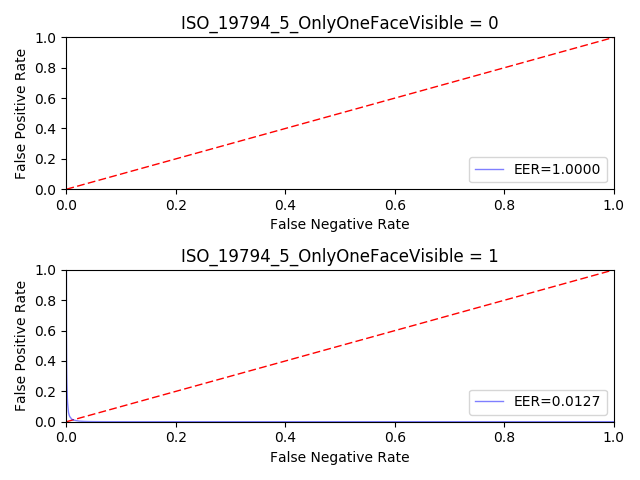 ISO_19794_5_OnlyOneFaceVisible = 0
1.0
0.8
0.6
0.4
0.2
0.0
False Positive Rate
EER=1.0000
0.0 0.2 0.4 0.6 0.8 1.0
False Negative Rate
ISO_19794_5_OnlyOneFaceVisible = 1
1.0
0.8
0.6
0.4
0.2
0.0
False Positive Rate
EER=0.0127
0.0 0.2 0.4 0.6 0.8 1.0
False Negative Rate